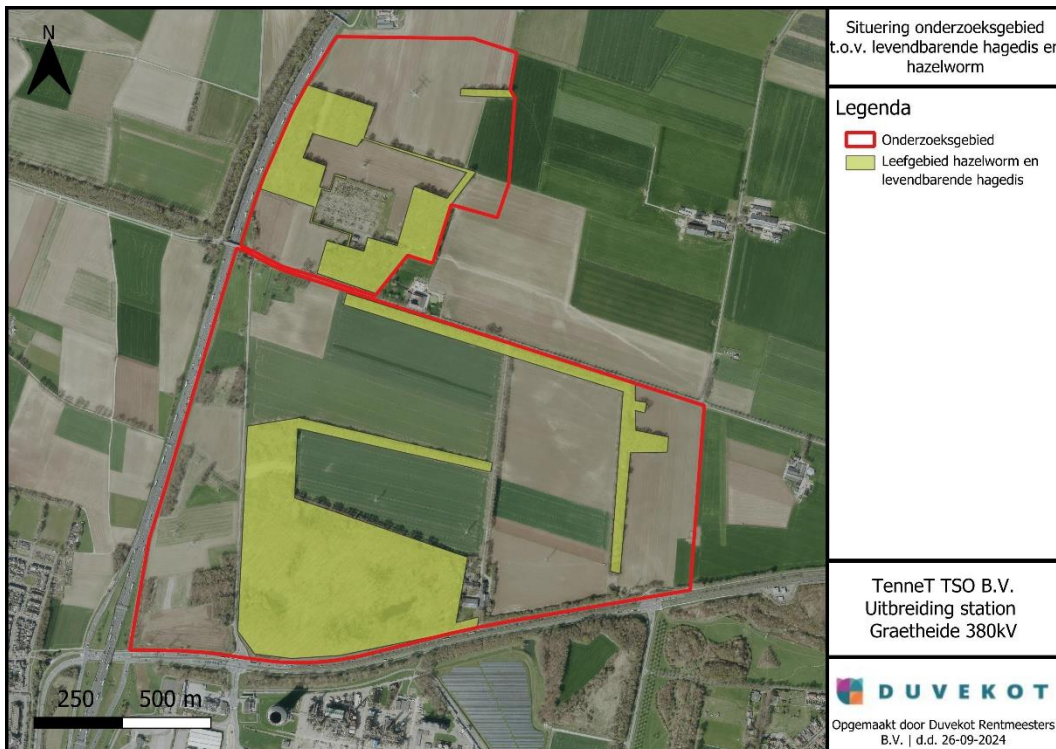 N
250 500 m
Situering onderzoeksgebied
t.o.v. levendbarende hagedis en
hazelworm
Legenda
Onderzoeksgebied
Leefgebied hazelworm en
levendbarende hagedis
TenneT TSO B.V.
Uitbreiding station
Graetheide 380kV
DUVEKOT
Opgemaakt door Duvekot Rentmeesters
B.V. | d.d. 26-09-2024